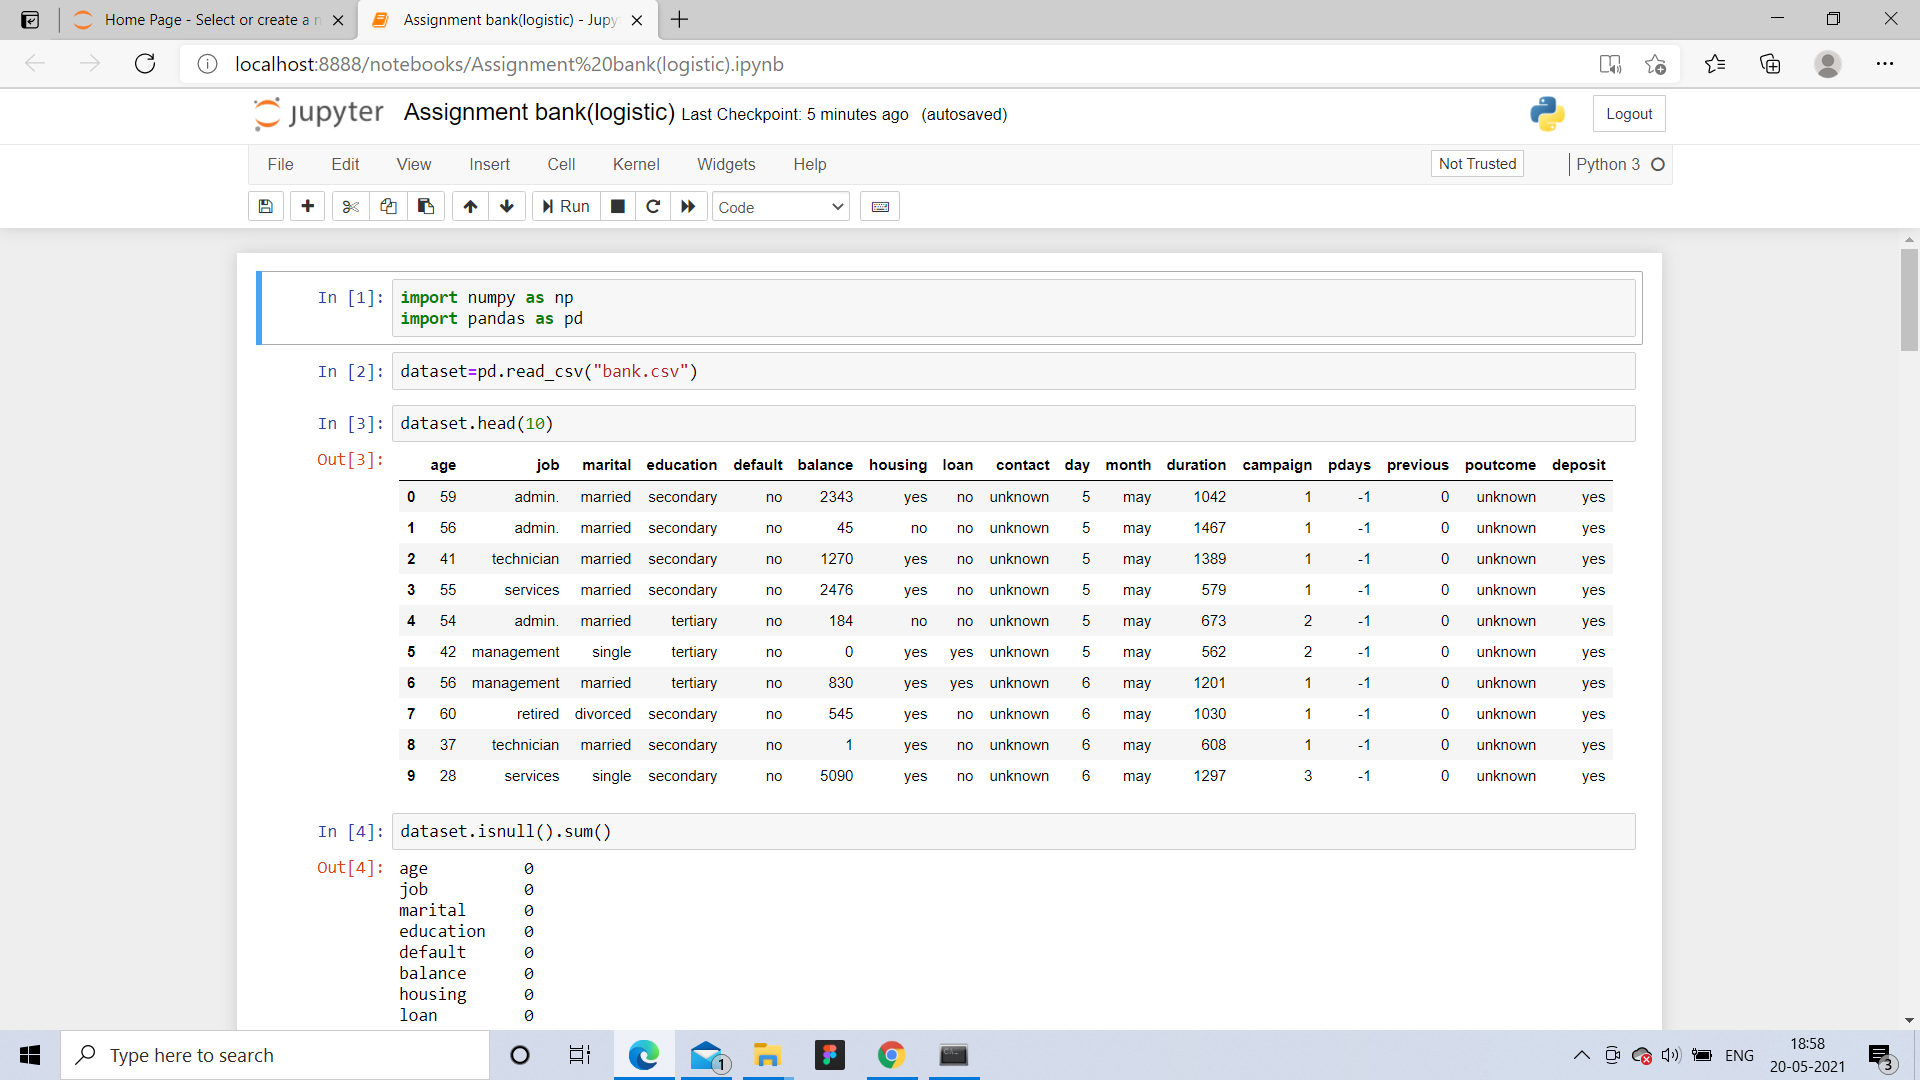 Home Page - Select or create a n
Assignment bank(logistic) - Jupy
localhost:8888/notebooks/Assignment%20bank(logistic).ipynb
jupyter Assignment bank(logistic) Last Checkpoint: 5 minutes ago (autosaved)
Logout
File Edit View Insert Cell Kernel Widgets Help
Not Trusted
Python 3
Run
Code
In [1]: import numpy as np
import pandas as pd
In [2]: dataset=pd.read_csv("bank.csv")
In [3]: dataset.head(10)
Out[3]:
age job marital education default balance housing loan contact day month duration campaign pdays previous poutcome deposit
0 59 admin. married secondary no 2343 yes no unknown 5 may 1042 1 -1 0 unknown yes
1 56 admin. married secondary no 45 no no unknown 5 may 1467 1 -1 0 unknown yes
2 41 technician married secondary no 1270 yes no unknown 5 may 1389 1 -1 0 unknown yes
3 55 services married secondary no 2476 yes no unknown 5 may 579 1 -1 0 unknown yes
4 54 admin. married tertiary no 184 no no unknown 5 may 673 2 -1 0 unknown yes
5 42 management single tertiary no 0 yes yes unknown 5 may 562 2 -1 0 unknown yes
6 56 management married tertiary no 830 yes yes unknown 6 may 1201 1 -1 0 unknown yes
7 60 retired divorced secondary no 545 yes no unknown 6 may 1030 1 -1 0 unknown yes
8 37 technician married secondary no 1 yes no unknown 6 may 608 1 -1 0 unknown yes
9 28 services single secondary no 5090 yes no unknown 6 may 1297 3 -1 0 unknown yes
In [4]: dataset.isnull().sum()
Out[4]: age 0
job 0
marital 0
education 0
default 0
balance 0
housing 0
loan 0
Type here to search
1
ENG
18:58
20-05-2021
3